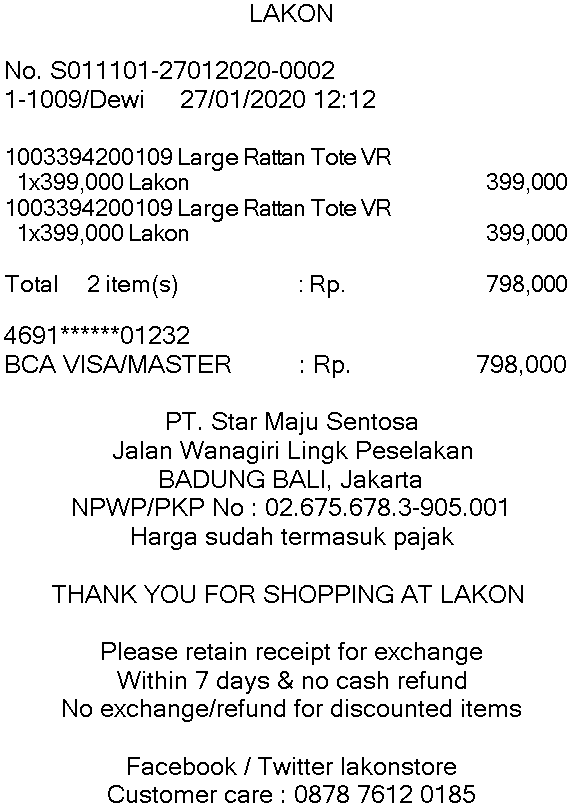 LAKON
No. S011101-27012020-0002
1-1009/Dewi 27/01/2020 12:12
1003394200109 Large Rattan Tote VR
1x399,000 Lakon 399,000
1003394200109 Large Rattan Tote VR
1x399,000 Lakon 399,000
Total 2 item(s) : Rp. 798,000
4691******01232
BCA VISA/MASTER : Rp. 798,000
PT. Star Maju Sentosa
Jalan Wanagiri Lingk Peselakan
BADUNG BALI, Jakarta
NPWP/PKP No : 02.675.678.3-905.001
Harga sudah termasuk pajak
THANK YOU FOR SHOPPING AT LAKON
Please retain receipt for exchange
Within 7 days & no cash refund
No exchange/refund for discounted items
Facebook / Twitter lakonstore
Customer care : 0878 7612 0185